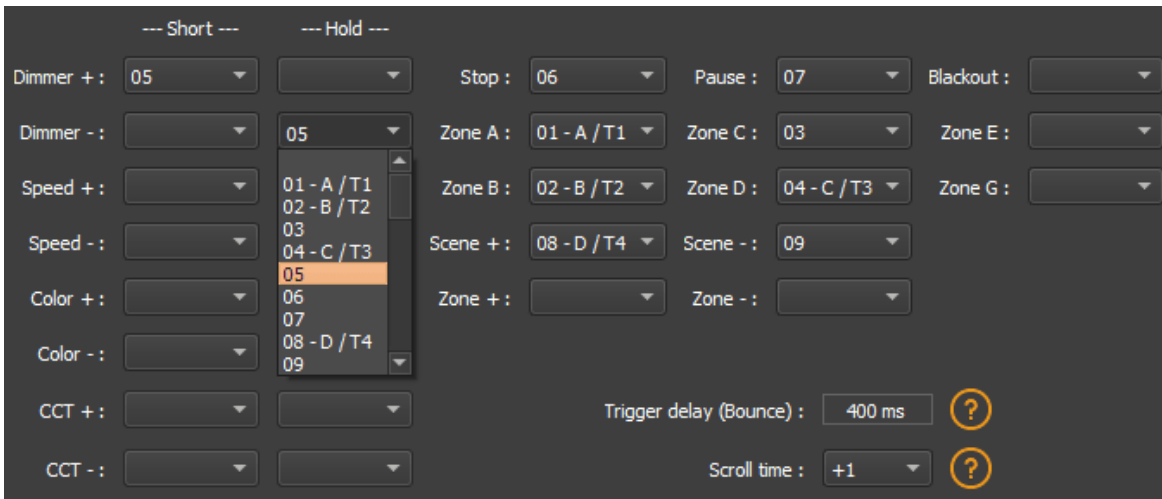 --- Short --- --- Hold ---
Dimmer + : 05 Stop : 06 Pause : 07 Blackout :
Dimmer - : 05 Zone A : 01 - A / T1 Zone C : 03 Zone E :
Speed + : Zone B : 02 - B / T2 Zone D : 04 - C / T3 Zone G :
Speed - : Scene + : 08 - D / T4 Scene - : 09
Color + : Zone + : Zone - :
Color - :
CCT + : Trigger delay (Bounce) : 400 ms ?
CCT - : Scroll time : +1 ?
01 - A / T1
02 - B / T2
03
04 - C / T3
05
06
07
08 - D / T4
09